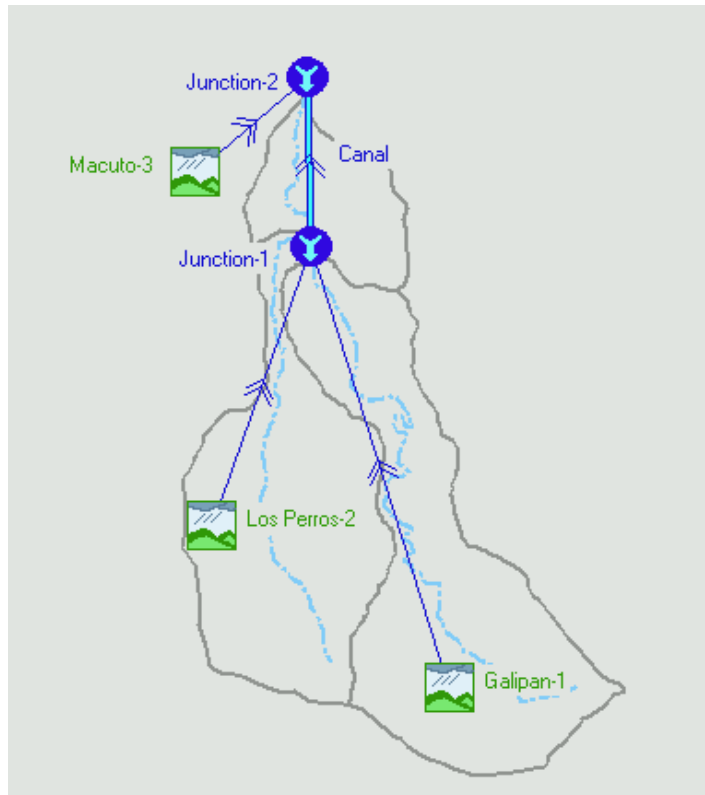 Junction-2
Canal
Macuto-3
Junction-1
Los Perros-2
Galipan-1